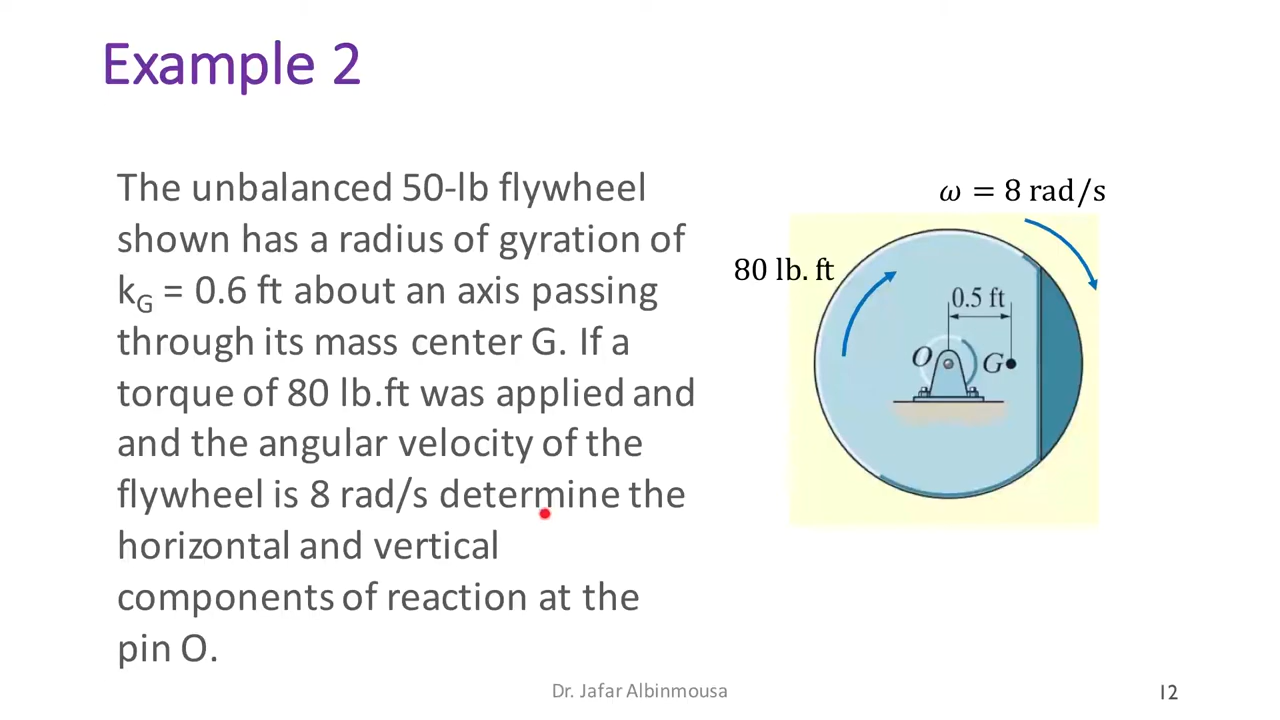 Example 2
The unbalanced 50-lb flywheel
shown has a radius of gyration of
kG = 0.6 ft about an axis passing
through its mass center G. If a
torque of 80 lb.ft was applied and
and the angular velocity of the
flywheel is 8 rad/s determine the
horizontal and vertical
components of reaction at the
pin O.
ω = 8 rad/s
80 lb. ft
0.5 ft
O
G
Dr. Jafar Albinmousa
12